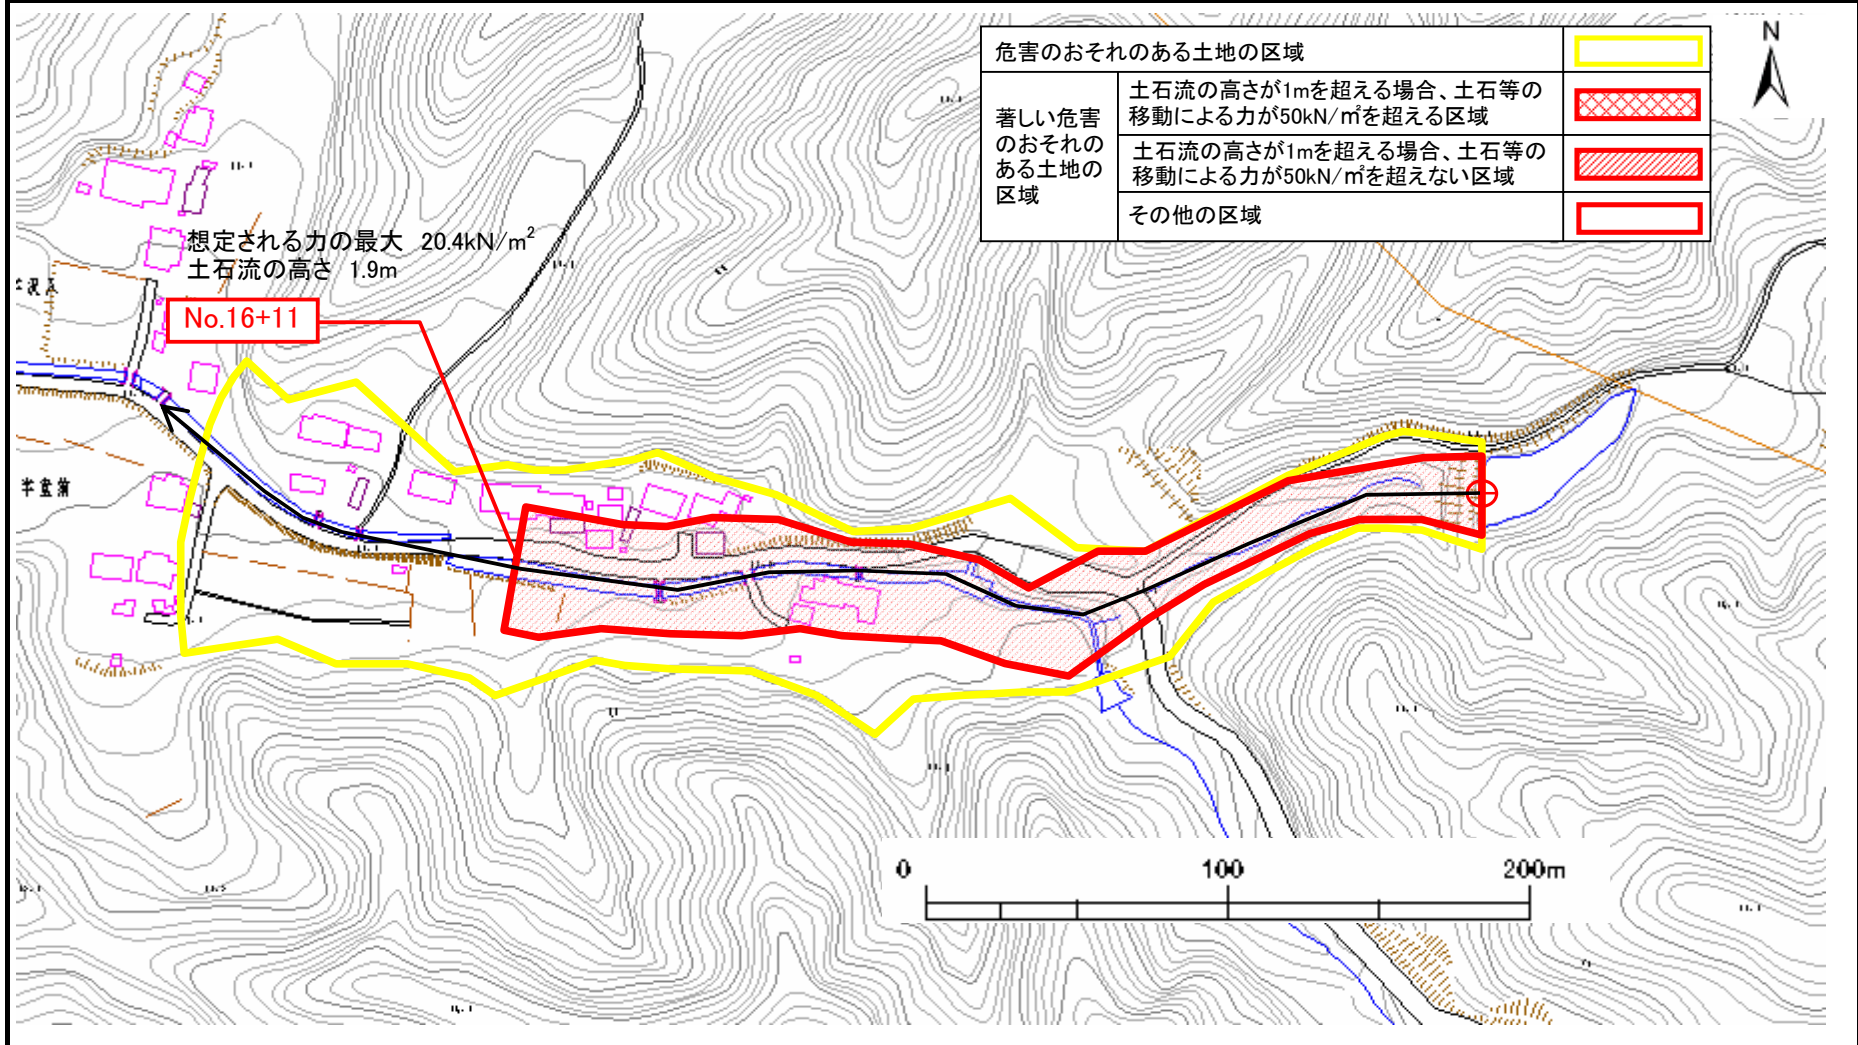 N
危害のおそれのある土地の区域
著しい危害
のおそれの
ある土地の
区域
土石流の高さが1mを超える場合、土石等の
移動による力が50kN/㎡を超える区域
土石流の高さが1mを超える場合、土石等の
移動による力が50kN/㎡を超えない区域
その他の区域
想定される力の最大 20.4kN/m²
土石流の高さ 1.9m
No.16+11
0 100 200m